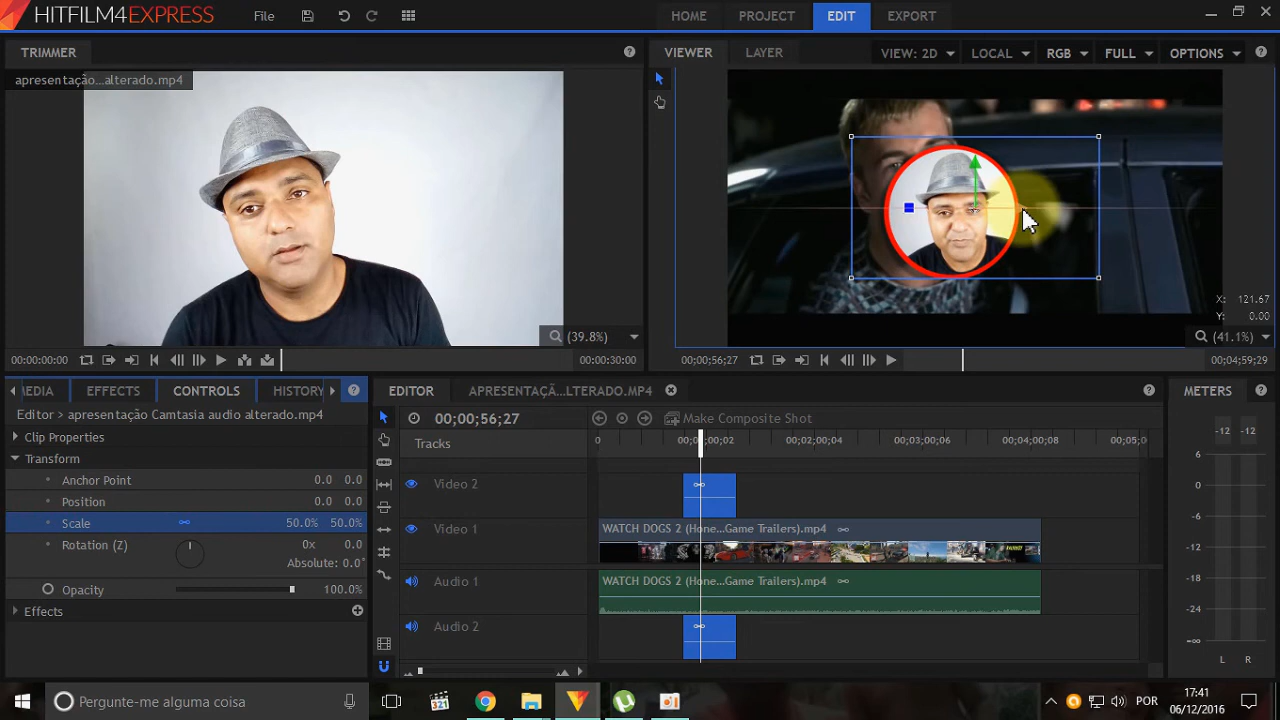 HITFILM4EXPRESS
File
HOME
PROJECT
EDIT
EXPORT
TRIMMER
apresentação...alterado.mp4
(39.8%)
00:00:00:00
00:00:30:00
VIEWER
LAYER
VIEW: 2D
LOCAL
RGB
FULL
OPTIONS
X: 121.67
Y: 0.00
(41.1%)
00;00;56;27
00;04;59;29
EDIA
EFFECTS
CONTROLS
HISTORY
Editor > apresentação Camtasia audio alterado.mp4
Clip Properties
Transform
Anchor Point 0.0 0.0
Position 0.0 0.0
Scale 50.0% 50.0%
Rotation (Z) 0x 0.0
Absolute: 0.0°
Opacity 100.0%
Effects
EDITOR
APRESENTAÇÃ...LTERADO.MP4
00;00;56;27
Make Composite Shot
Tracks
0 00;01;00;02 00;02;00;04 00;03;00;06 00;04;00;08 00;05;
Video 2
Video 1
WATCH DOGS 2 (Hone...Game Trailers).mp4
Audio 1
WATCH DOGS 2 (Hone...Game Trailers).mp4
Audio 2
METERS
-12 -12
6
0
-6
-12
-18
-24
-∞
L R
Pergunte-me alguma coisa
321
POR
17:41
06/12/2016